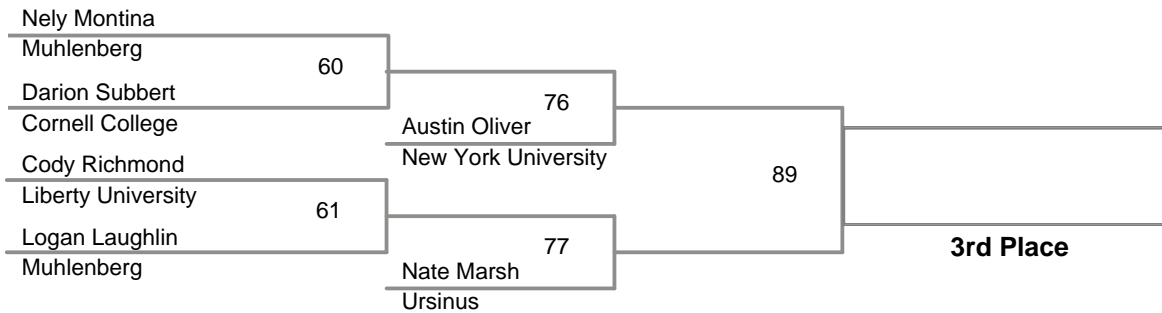 Nely Montina
Muhlenberg
60
Darion Subbert
Cornell College
76
Austin Oliver
New York University
Cody Richmond
Liberty University
89
61
Logan Laughlin
Muhlenberg
77
3rd Place
Nate Marsh
Ursinus